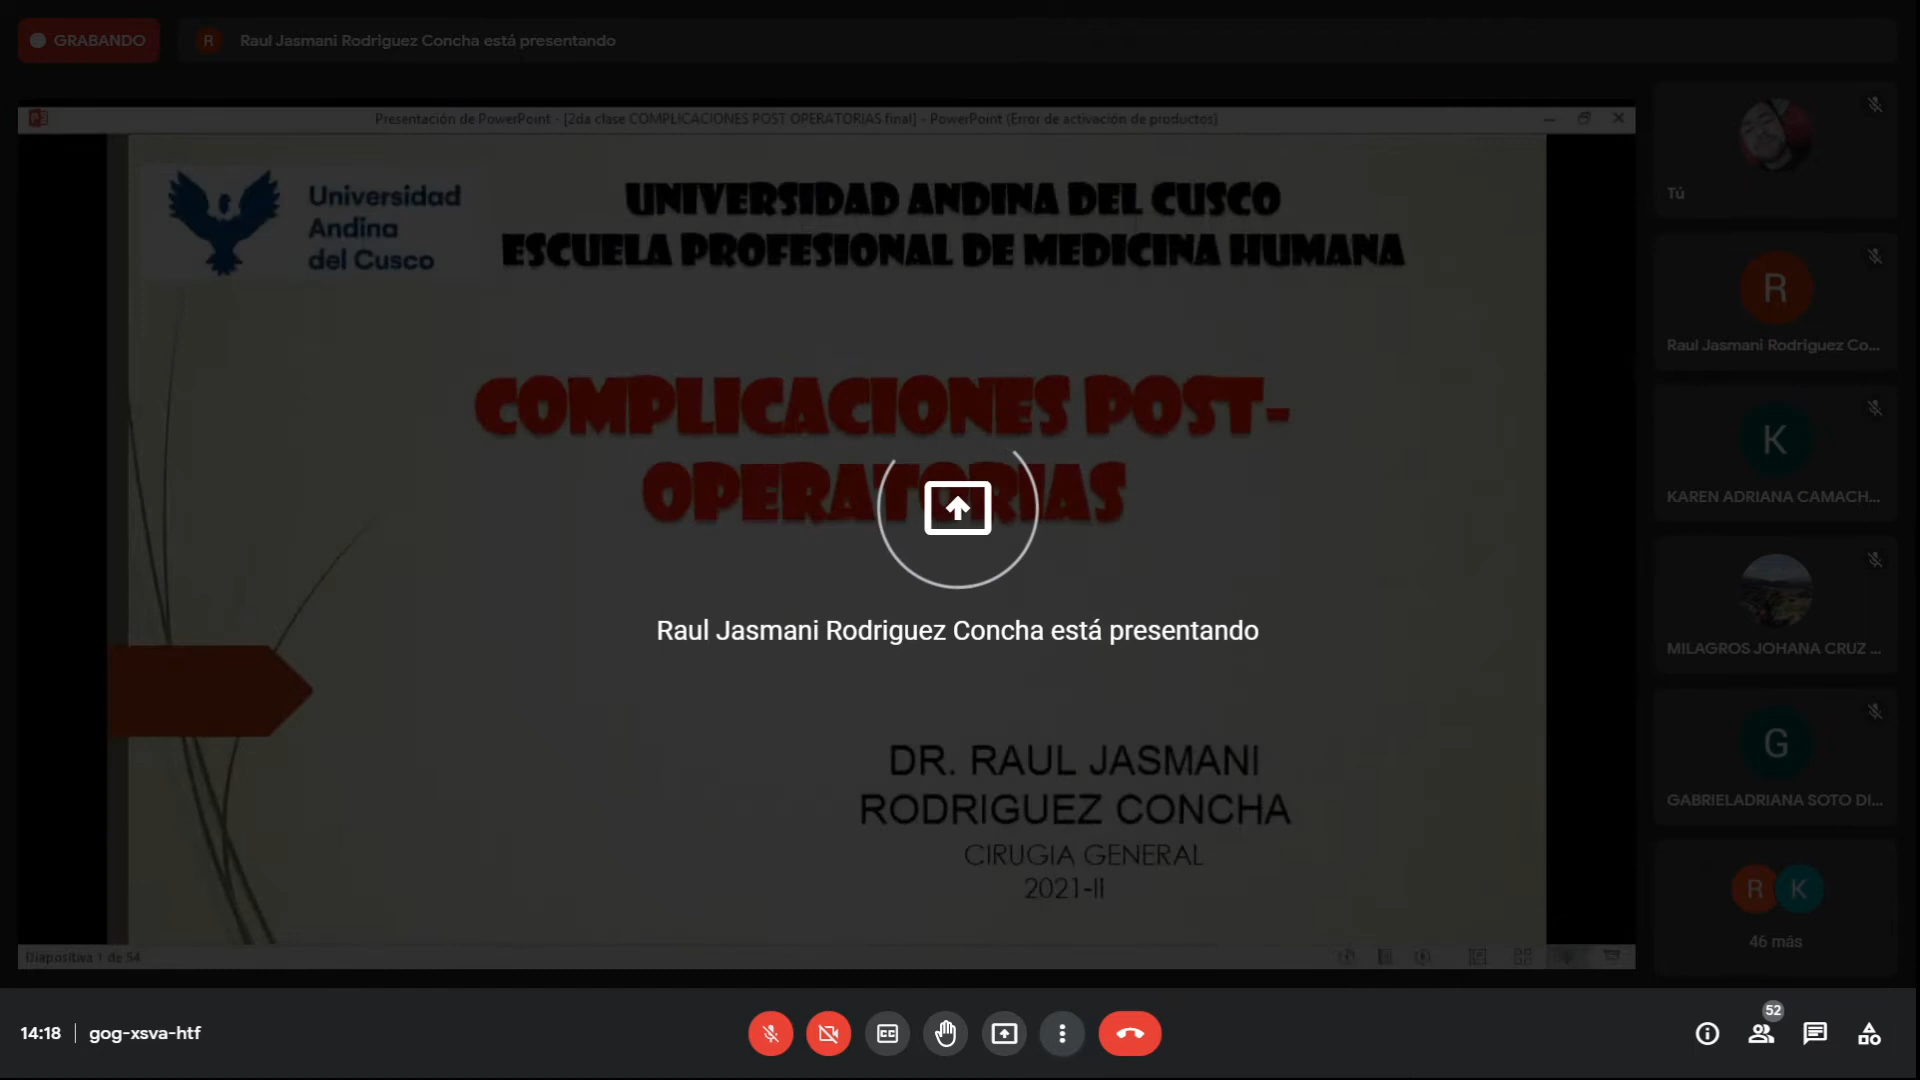 GRABANDO
R Raul Jasmani Rodriguez Concha está presentando
Presentación de PowerPoint - [2da clase COMPLICACIONES POST OPERATORIAS final] - PowerPoint (Error de activación de productos)
Universidad
Andina
del Cusco
UNIVERSIDAD ANDINA DEL CUSCO
ESCUELA PROFESIONAL DE MEDICINA HUMANA
COMPLICACIONES POST-
OPERATORIAS
Raul Jasmani Rodriguez Concha está presentando
DR. RAUL JASMANI
RODRIGUEZ CONCHA
CIRUGIA GENERAL
2021-II
Diapositiva 1 de 54
Tú
R
Raul Jasmani Rodriguez Co...
K
KAREN ADRIANA CAMACH...
MILAGROS JOHANA CRUZ ...
G
GABRIELADRIANA SOTO DI...
R K
46 más
14:18 | gog-xsva-htf
CC
52